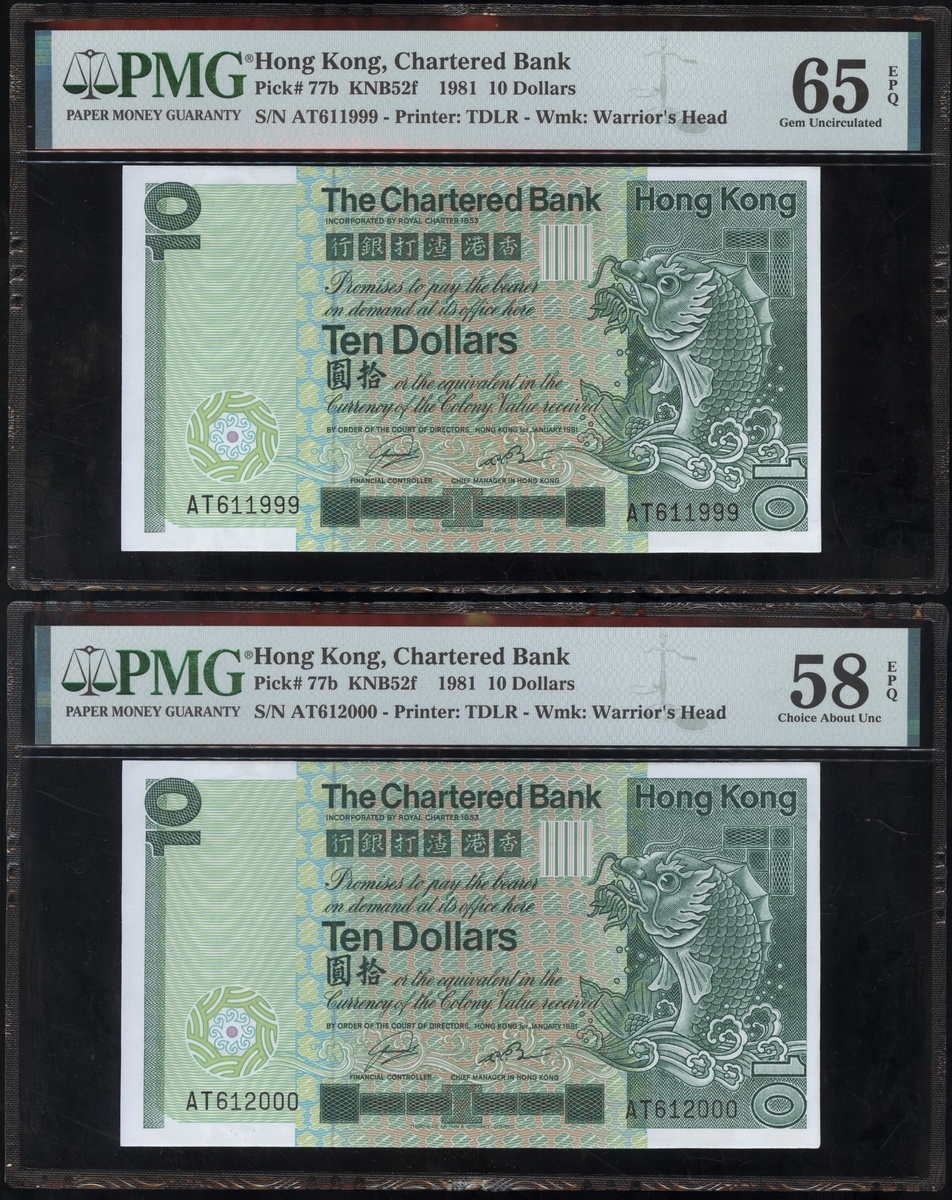 PMG® Hong Kong, Chartered Bank
Pick# 77b KNB52f 1981 10 Dollars
PAPER MONEY GUARANTY
S/N AT611999 - Printer: TDLR - Wmk: Warrior's Head
65 EPQ
Gem Uncirculated
10
The Chartered Bank
Hong Kong
INCORPORATED BY ROYAL CHARTER 1853
行銀打渣港香
Promises to pay the bearer
on demand at its office here
Ten Dollars
圓拾 or the equivalent in the
Currency of the Colony, Value received
BY ORDER OF THE COURT OF DIRECTORS, HONG KONG 1ST JANUARY 1981
FINANCIAL CONTROLLER CHIEF MANAGER IN HONG KONG
AT611999
AT611999
10
PMG® Hong Kong, Chartered Bank
Pick# 77b KNB52f 1981 10 Dollars
PAPER MONEY GUARANTY
S/N AT612000 - Printer: TDLR - Wmk: Warrior's Head
58 EPQ
Choice About Unc
10
The Chartered Bank
Hong Kong
INCORPORATED BY ROYAL CHARTER 1853
行銀打渣港香
Promises to pay the bearer
on demand at its office here
Ten Dollars
圓拾 or the equivalent in the
Currency of the Colony, Value received
BY ORDER OF THE COURT OF DIRECTORS, HONG KONG 1ST JANUARY 1981
FINANCIAL CONTROLLER CHIEF MANAGER IN HONG KONG
AT612000
AT612000
10